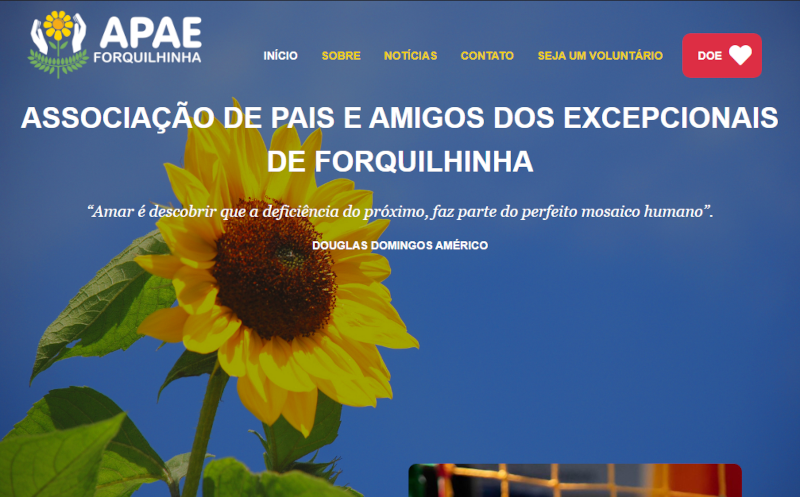 APAE
FORQUILHINHA
INÍCIO SOBRE NOTÍCIAS CONTATO SEJA UM VOLUNTÁRIO DOE
ASSOCIAÇÃO DE PAIS E AMIGOS DOS EXCEPCIONAIS
DE FORQUILHINHA
“Amar é descobrir que a deficiência do próximo, faz parte do perfeito mosaico humano”.
DOUGLAS DOMINGOS AMÉRICO